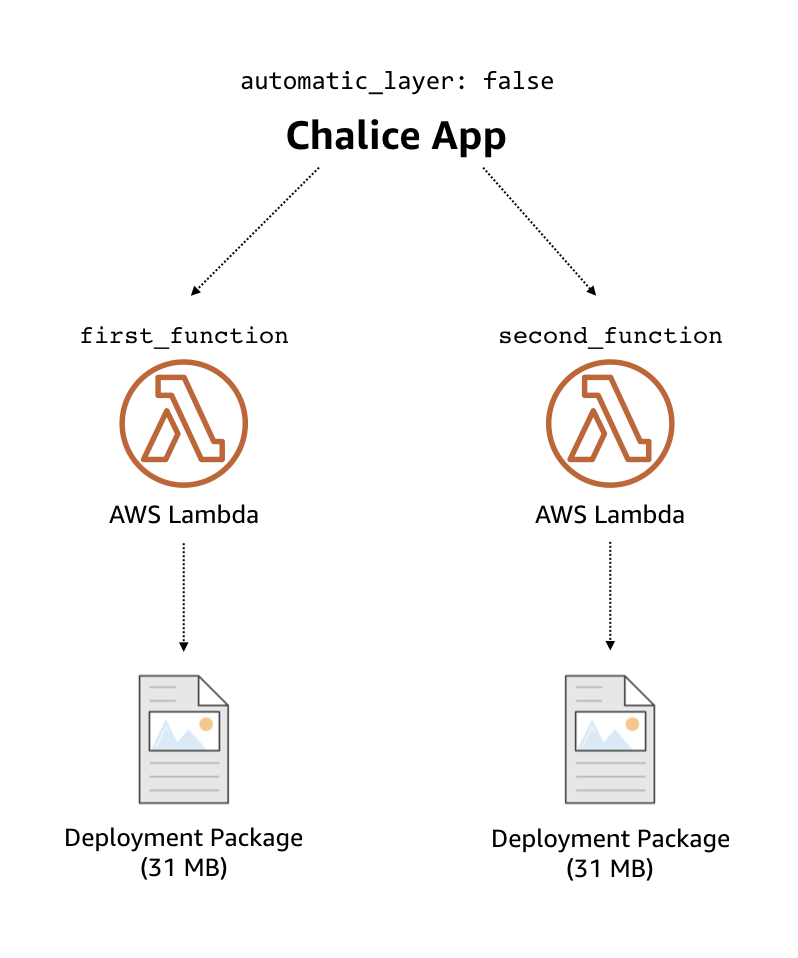 automatic_layer: false
Chalice App
first_function
second_function
AWS Lambda
AWS Lambda
Deployment Package
(31 MB)
Deployment Package
(31 MB)